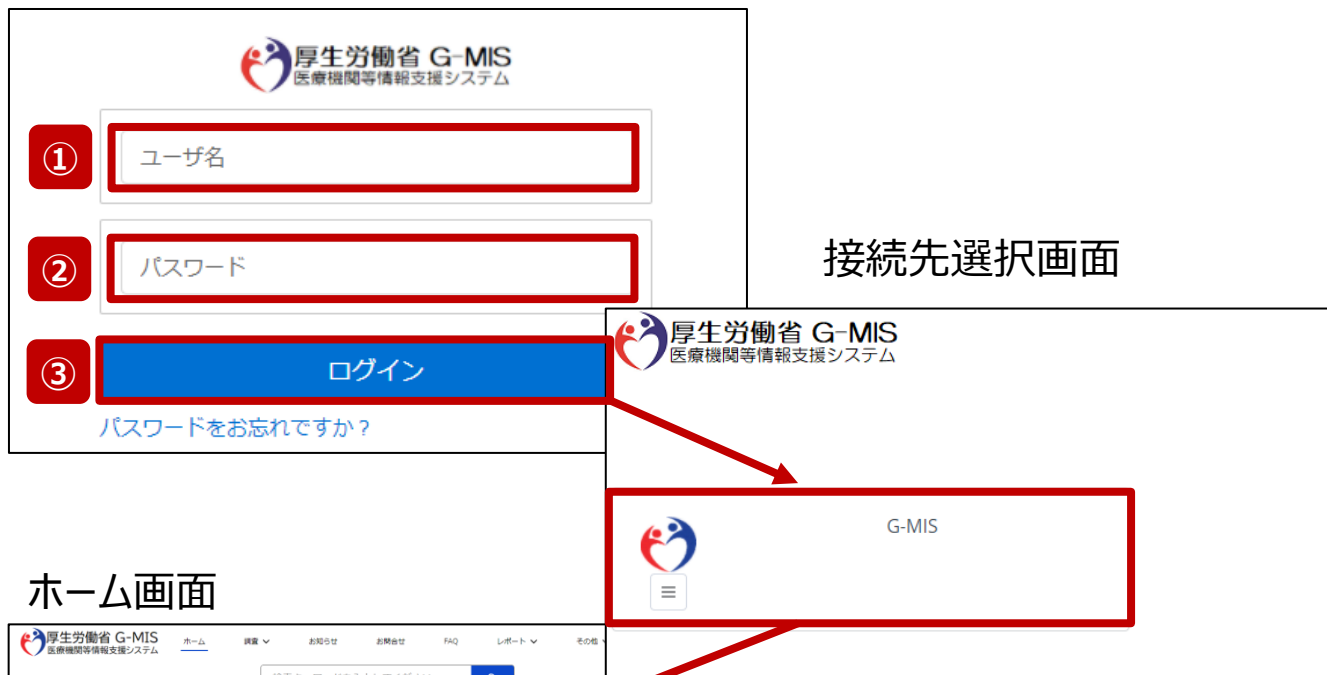 厚生労働省 G-MIS
医療機関等情報支援システム
① ユーザ名
② パスワード
③ ログイン
パスワードをお忘れですか？
接続先選択画面
厚生労働省 G-MIS
医療機関等情報支援システム
G-MIS
ホーム画面
厚生労働省 G-MIS
医療機関等情報支援システム
ホーム 調査 お知らせ お問合せ FAQ レポート その他